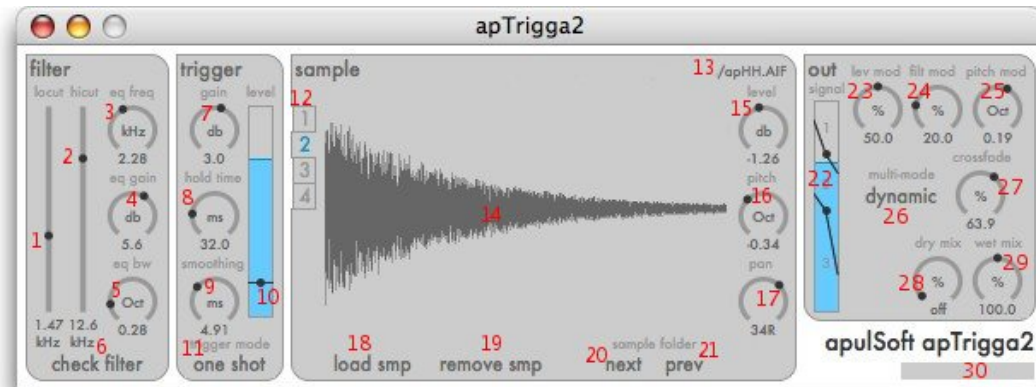 apTrigga2
filter
locut hicut eq freq
3
kHz
2.28
2
eq gain
4
db
5.6
1
eq bw
5
Oct
0.28
1.47 kHz
12.6 kHz
6
check filter
trigger
gain level
7
db
3.0
hold time
8
ms
32.0
smoothing
9
ms
10
4.91
11 trigger mode
one shot
sample
13 /apHH.AIF
12
1
2
3
4
14
level
15
db
-1.26
pitch
16
Oct
-0.34
pan
17
34R
18 19 20 sample folder 21
load smp remove smp next prev
out
lev mod filt mod pitch mod
signal
23 24 25
% % Oct
50.0 20.0 0.19
1
22
3
crossfade
multi-mode
dynamic
26
% 27
63.9
dry mix wet mix
28 29
% %
off 100.0
apulSoft apTrigga2
30